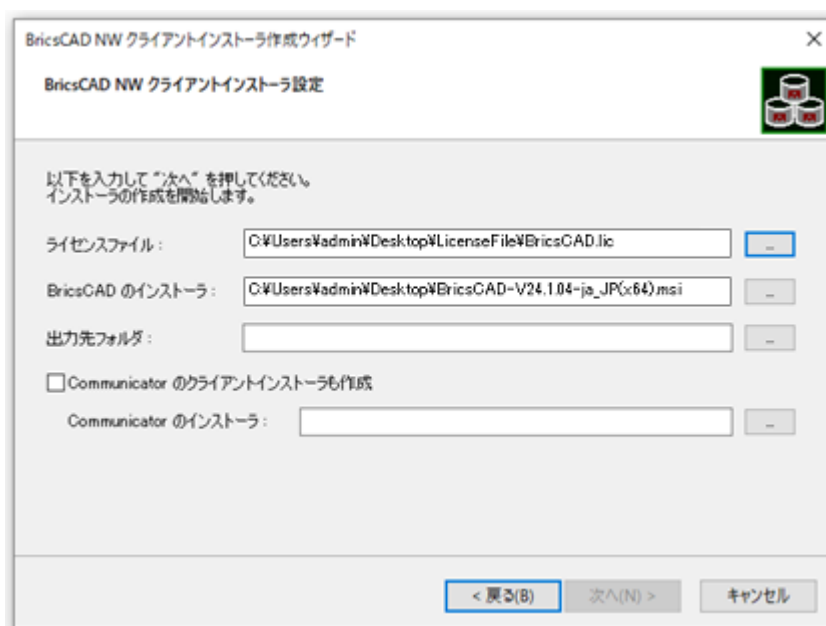 BricsCAD NW クライアントインストーラ作成ウィザード
BricsCAD NW クライアントインストーラ設定
以下を入力して "次へ" を押してください。
インストーラの作成を開始します。
ライセンスファイル : C:¥Users¥admin¥Desktop¥LicenseFile¥BricsCAD.lic ...
BricsCAD のインストーラ : C:¥Users¥admin¥Desktop¥BricsCAD-V24.1.04-ja_JP(x64).msi ...
出力先フォルダ : ...
Communicator のクライアントインストーラも作成
Communicator のインストーラ : ...
< 戻る(B) 次へ(N) > キャンセル